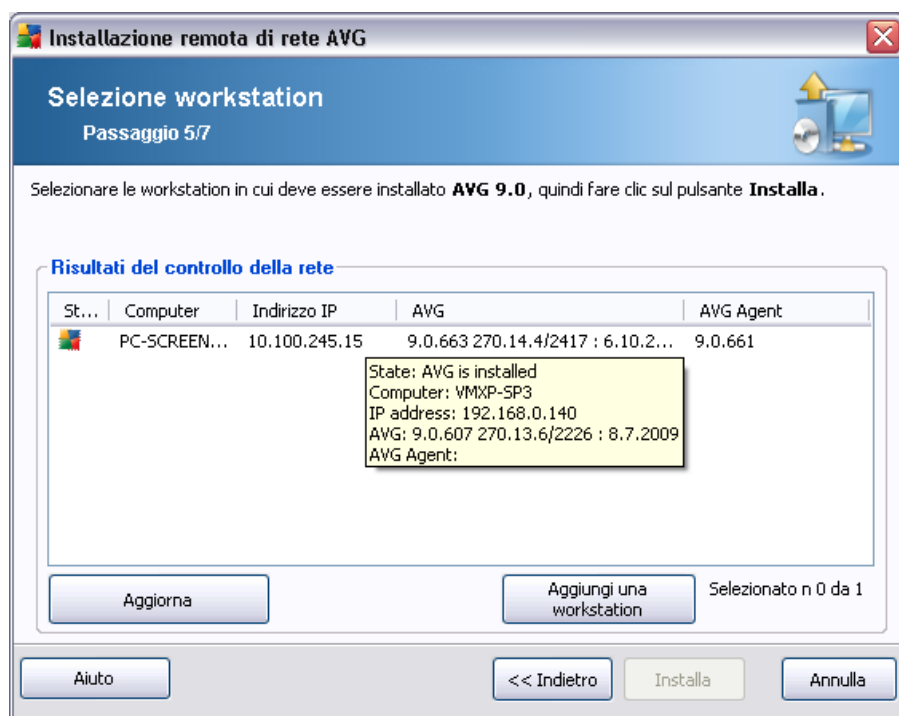 Installazione remota di rete AVG
Selezione workstation
Passaggio 5/7
Selezionare le workstation in cui deve essere installato AVG 9.0, quindi fare clic sul pulsante Installa.
Risultati del controllo della rete
St... Computer Indirizzo IP AVG AVG Agent
PC-SCREEN... 10.100.245.15 9.0.663 270.14.4/2417 : 6.10.2... 9.0.661
State: AVG is installed
Computer: VMXP-SP3
IP address: 192.168.0.140
AVG: 9.0.607 270.13.6/2226 : 8.7.2009
AVG Agent:
Aggiorna
Aggiungi una
workstation
Selezionato n 0 da 1
Aiuto
<< Indietro
Installa
Annulla